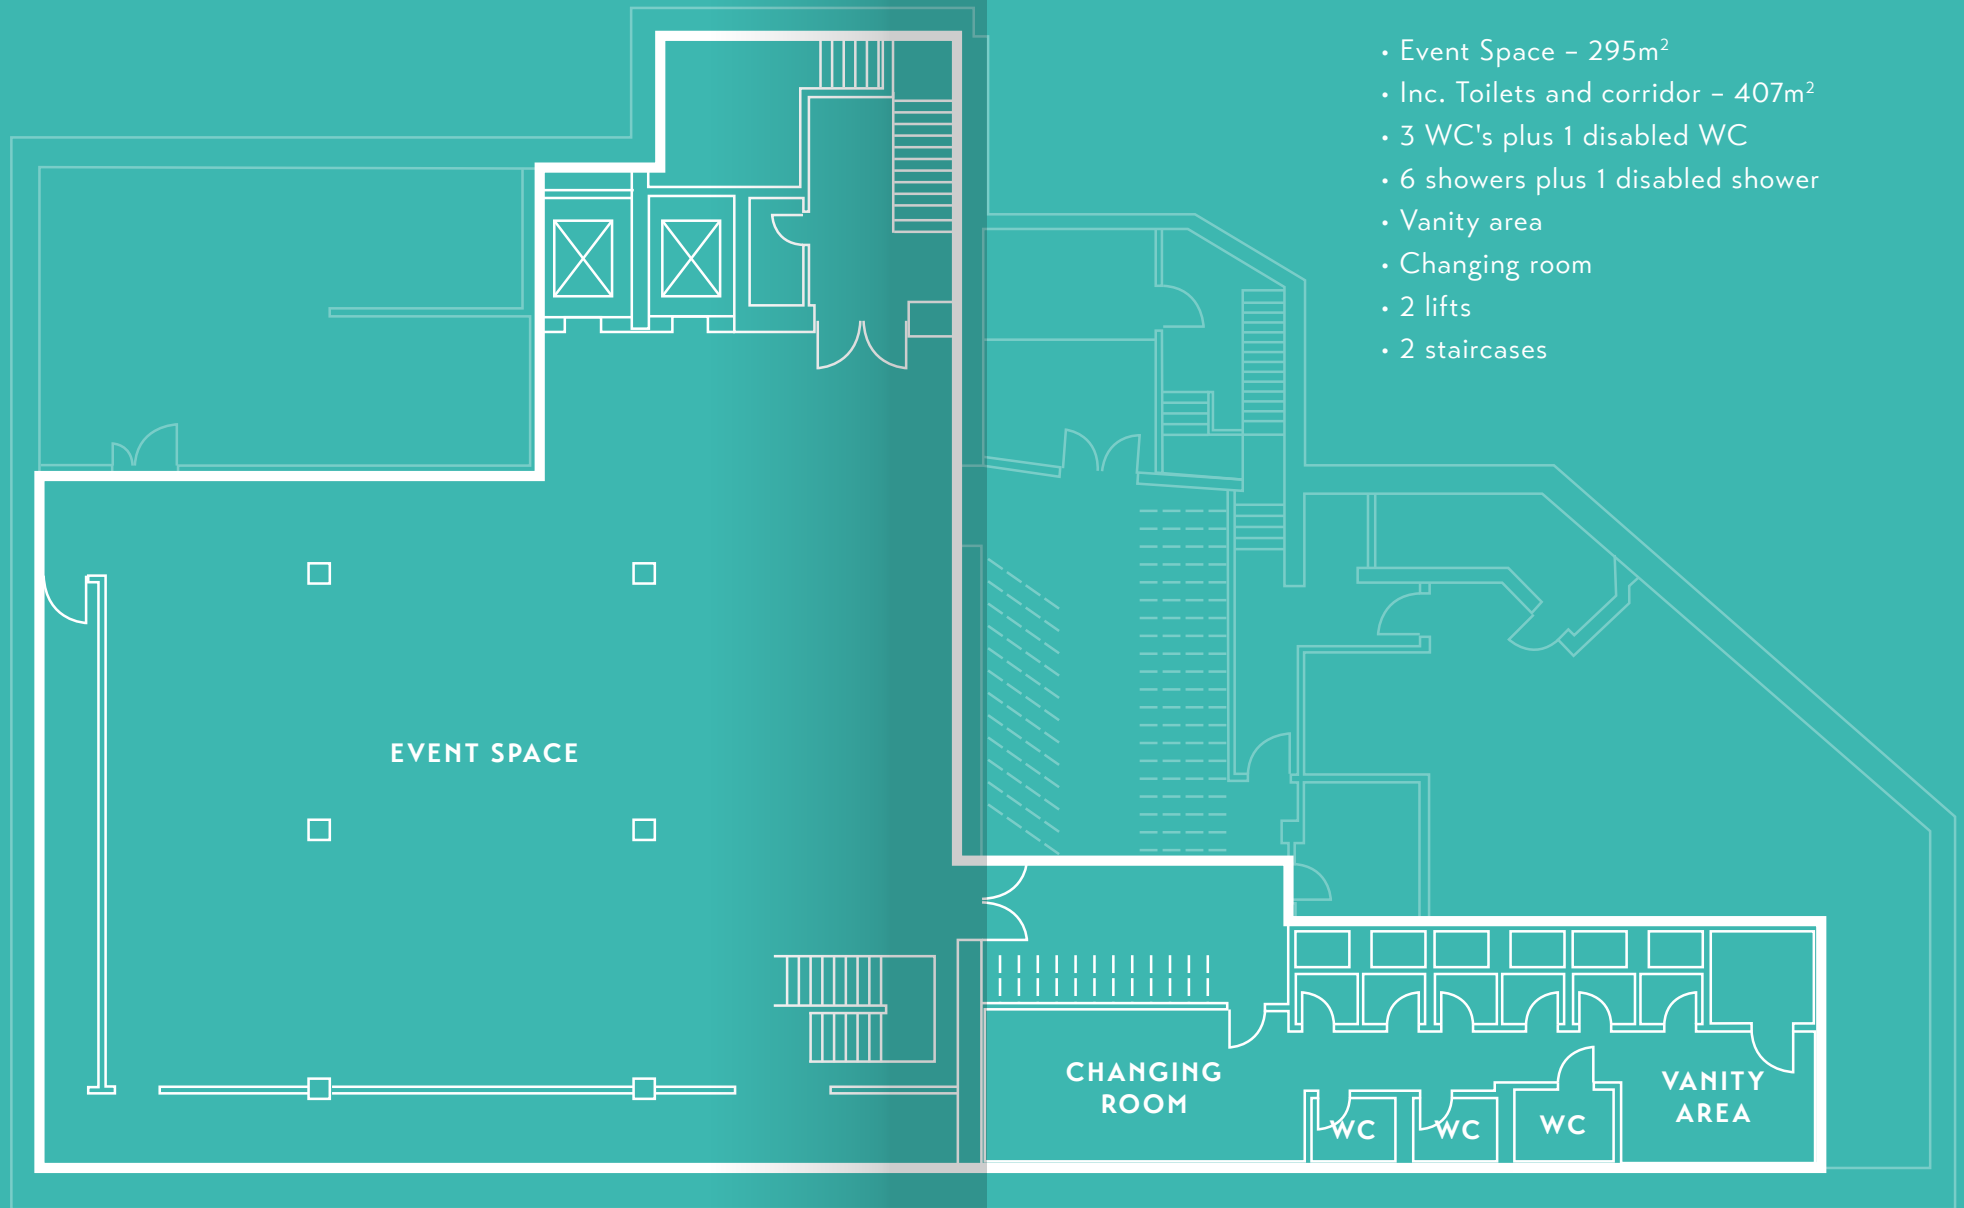 • Event Space – 295m²
• Inc. Toilets and corridor – 407m²
• 3 WC's plus 1 disabled WC
• 6 showers plus 1 disabled shower
• Vanity area
• Changing room
• 2 lifts
• 2 staircases
EVENT SPACE
CHANGING
ROOM
WC
WC
WC
VANITY
AREA